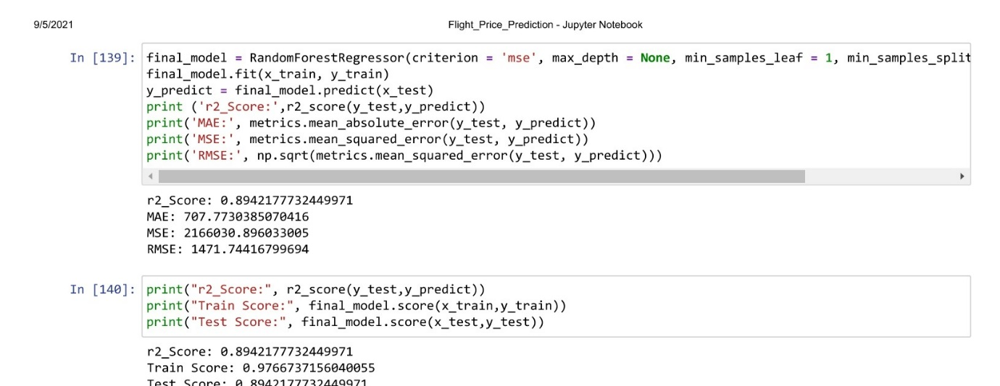 9/5/2021
Flight_Price_Prediction - Jupyter Notebook
In [139]: final_model = RandomForestRegressor(criterion = 'mse', max_depth = None, min_samples_leaf = 1, min_samples_split
final_model.fit(x_train, y_train)
y_predict = final_model.predict(x_test)
print ('r2_Score:',r2_score(y_test,y_predict))
print('MAE:', metrics.mean_absolute_error(y_test, y_predict))
print('MSE:', metrics.mean_squared_error(y_test, y_predict))
print('RMSE:', np.sqrt(metrics.mean_squared_error(y_test, y_predict)))
r2_Score: 0.8942177732449971
MAE: 707.7730385070416
MSE: 2166030.896033005
RMSE: 1471.74416799694
In [140]: print("r2_Score:", r2_score(y_test,y_predict))
print("Train Score:", final_model.score(x_train,y_train))
print("Test Score:", final_model.score(x_test,y_test))
r2_Score: 0.8942177732449971
Train Score: 0.9766737156040055
Test Score: 0.8942177732449971